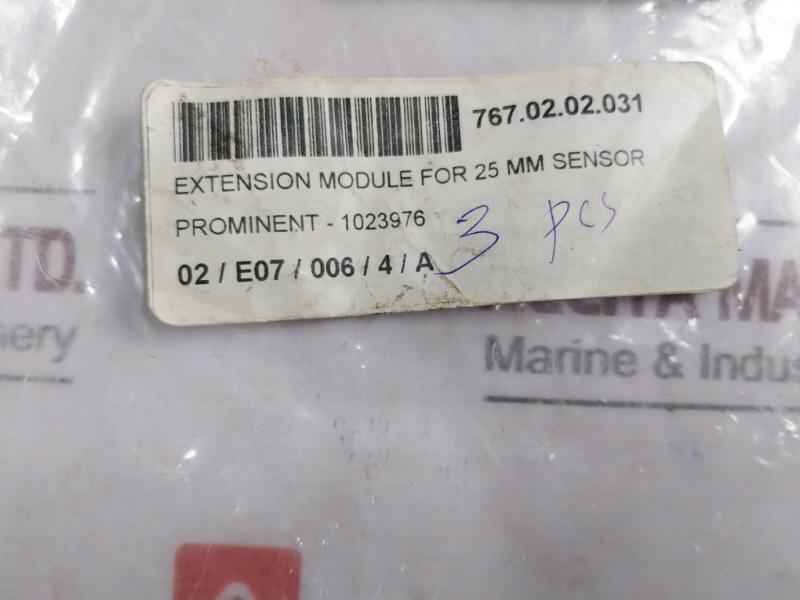 767.02.02.031
EXTENSION MODULE FOR 25 MM SENSOR
PROMINENT - 1023976
3 pcs
02 / E07 / 006 / 4 / A
Marine & Indus